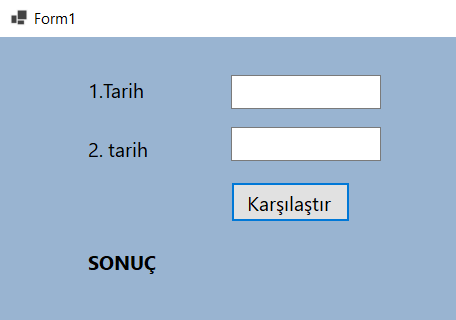 Form1
1.Tarih
2. tarih
Karşılaştır
SONUÇ